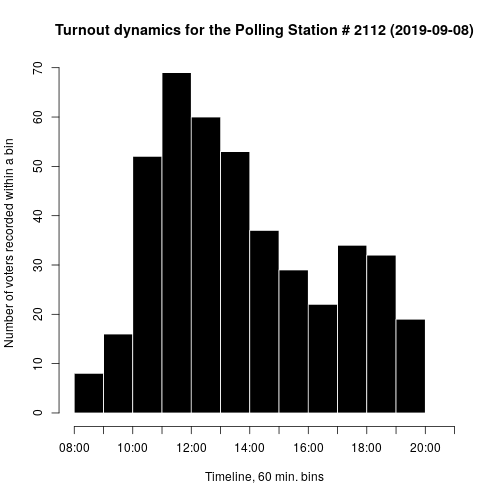 Turnout dynamics for the Polling Station # 2112 (2019-09-08)
Number of voters recorded within a bin
70
60
50
40
30
20
10
0
08:00 10:00 12:00 14:00 16:00 18:00 20:00
Timeline, 60 min. bins